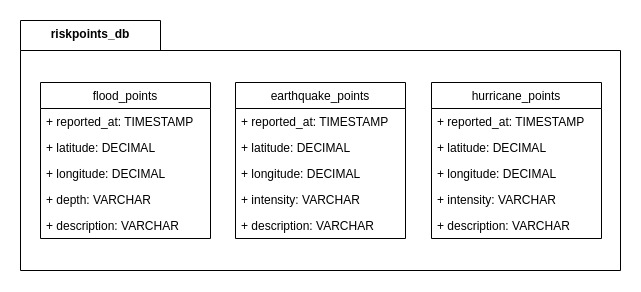 riskpoints_db
flood_points
+ reported_at: TIMESTAMP
+ latitude: DECIMAL
+ longitude: DECIMAL
+ depth: VARCHAR
+ description: VARCHAR
earthquake_points
+ reported_at: TIMESTAMP
+ latitude: DECIMAL
+ longitude: DECIMAL
+ intensity: VARCHAR
+ description: VARCHAR
hurricane_points
+ reported_at: TIMESTAMP
+ latitude: DECIMAL
+ longitude: DECIMAL
+ intensity: VARCHAR
+ description: VARCHAR